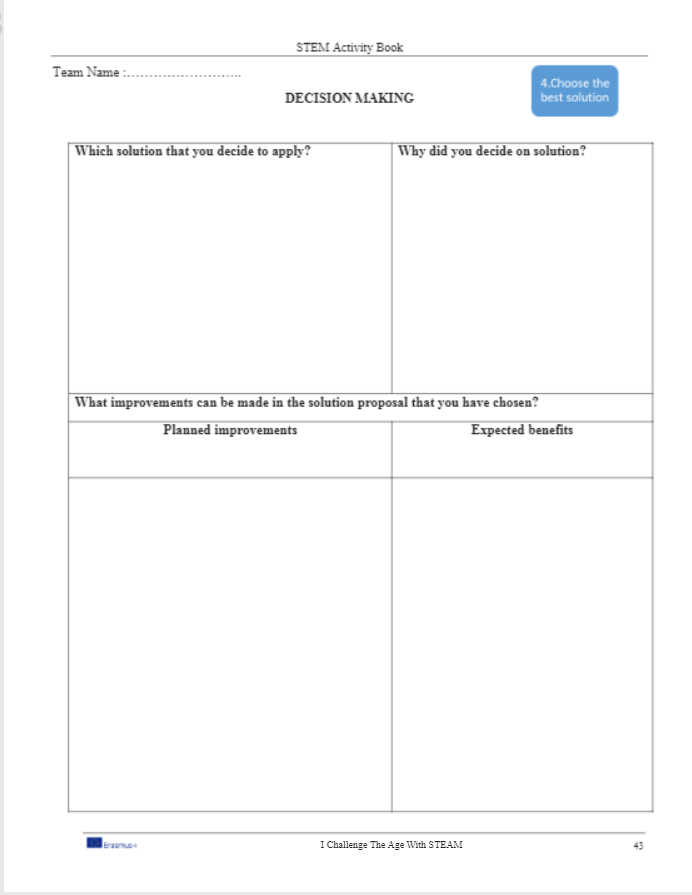 STEM Activity Book
Team Name :……………………..
4.Choose the
best solution
DECISION MAKING
Which solution that you decide to apply?
Why did you decide on solution?
What improvements can be made in the solution proposal that you have chosen?
Planned improvements
Expected benefits
Erasmus+
I Challenge The Age With STEAM
43